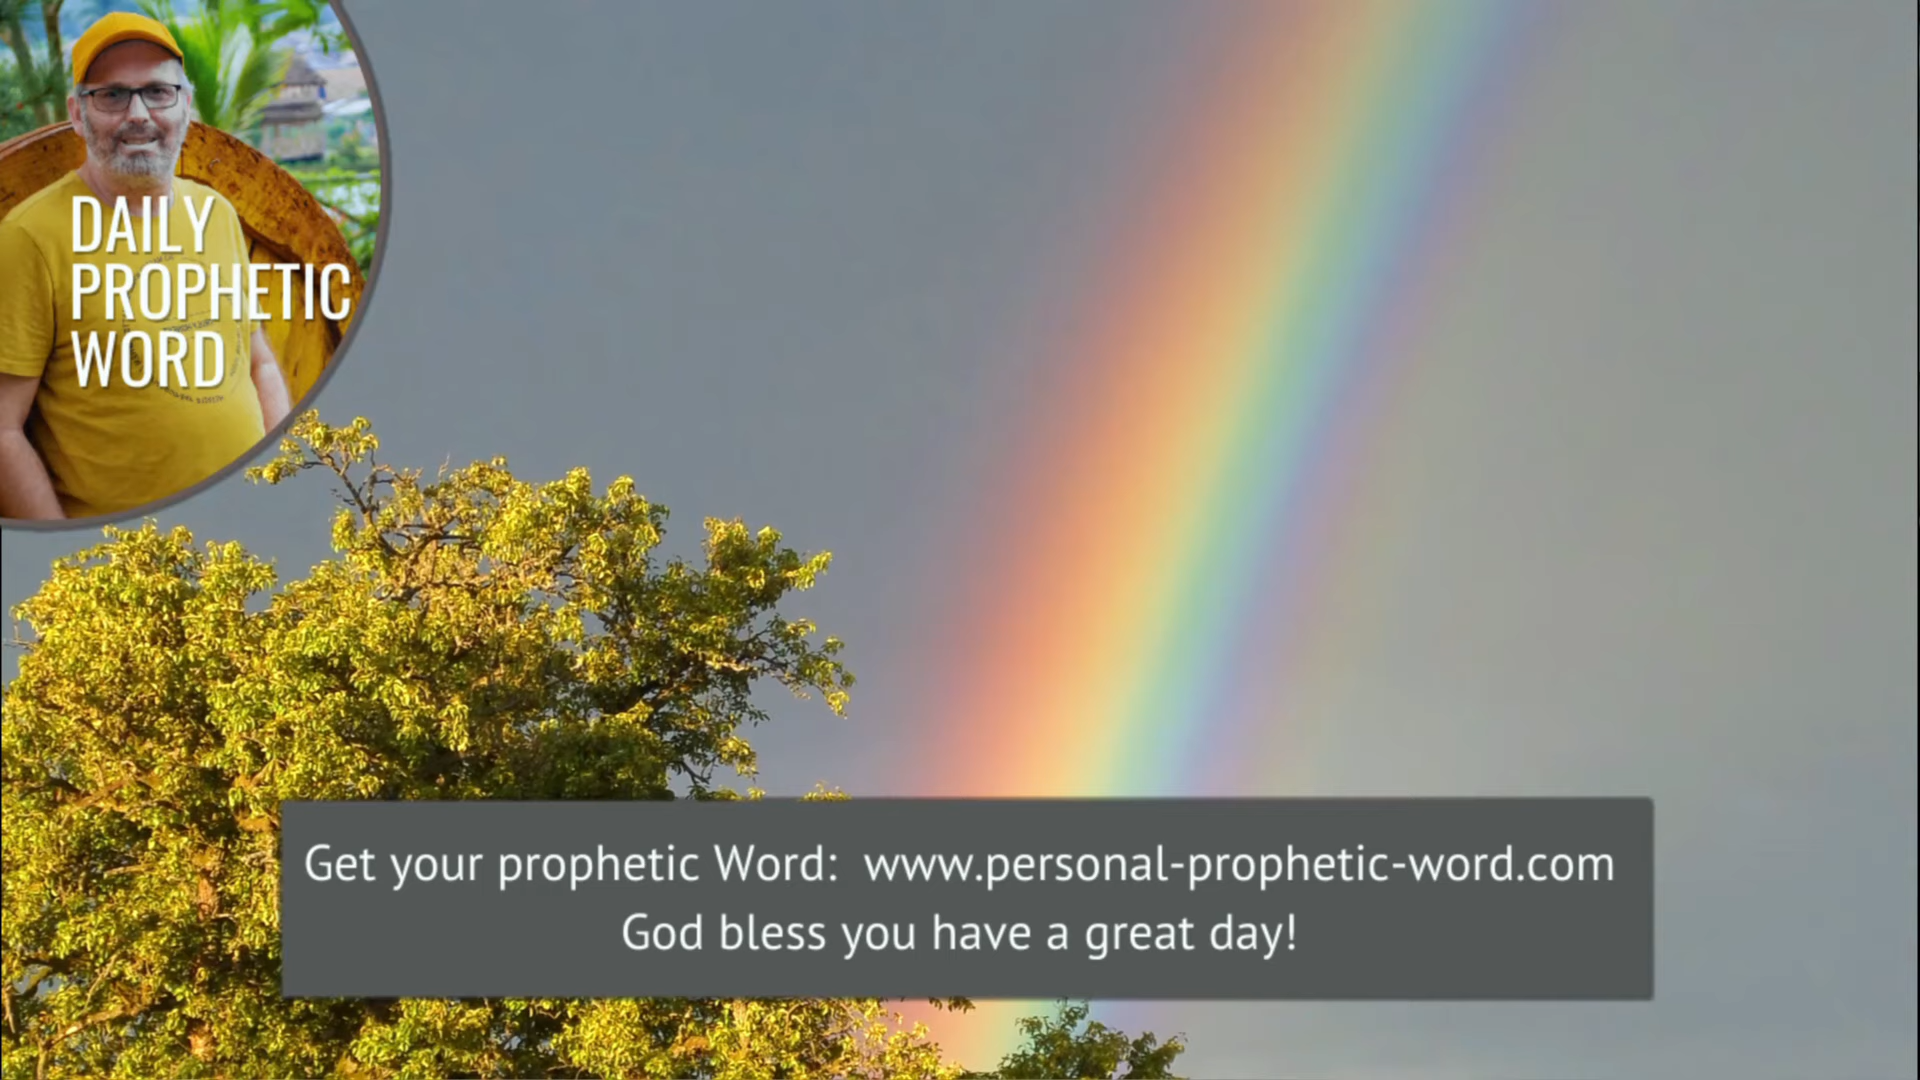 DAILY
PROPHETIC
WORD
Get your prophetic Word:  www.personal-prophetic-word.com
God bless you have a great day!